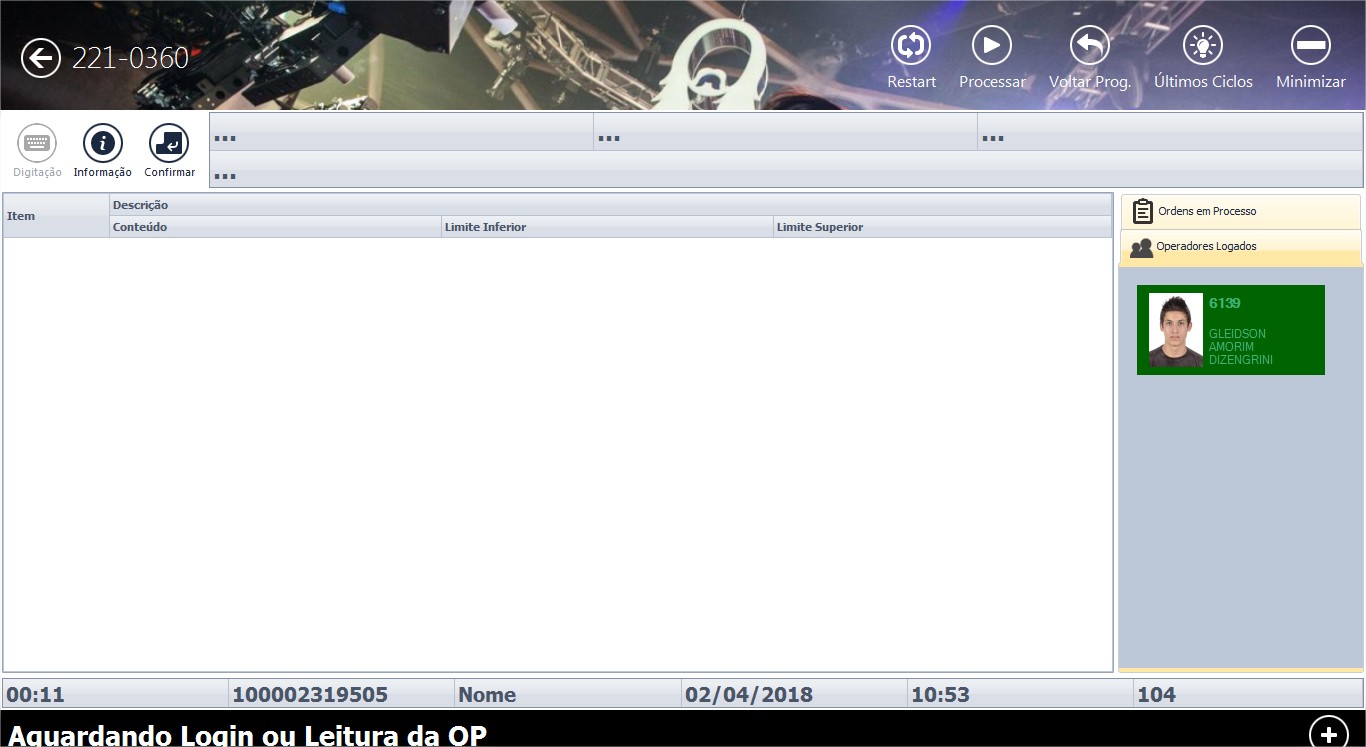 221-0360
Restart
Processar
Voltar Prog.
Últimos Ciclos
Minimizar
Digitação
Informação
Confirmar
...
...
...
...
Item
Descrição
Conteúdo
Limite Inferior
Limite Superior
Ordens em Processo
Operadores Logados
6139
GLEIDSON
AMORIM
DIZENGRINI
00:11
100002319505
Nome
02/04/2018
10:53
104
Aguardando Login ou Leitura da OP